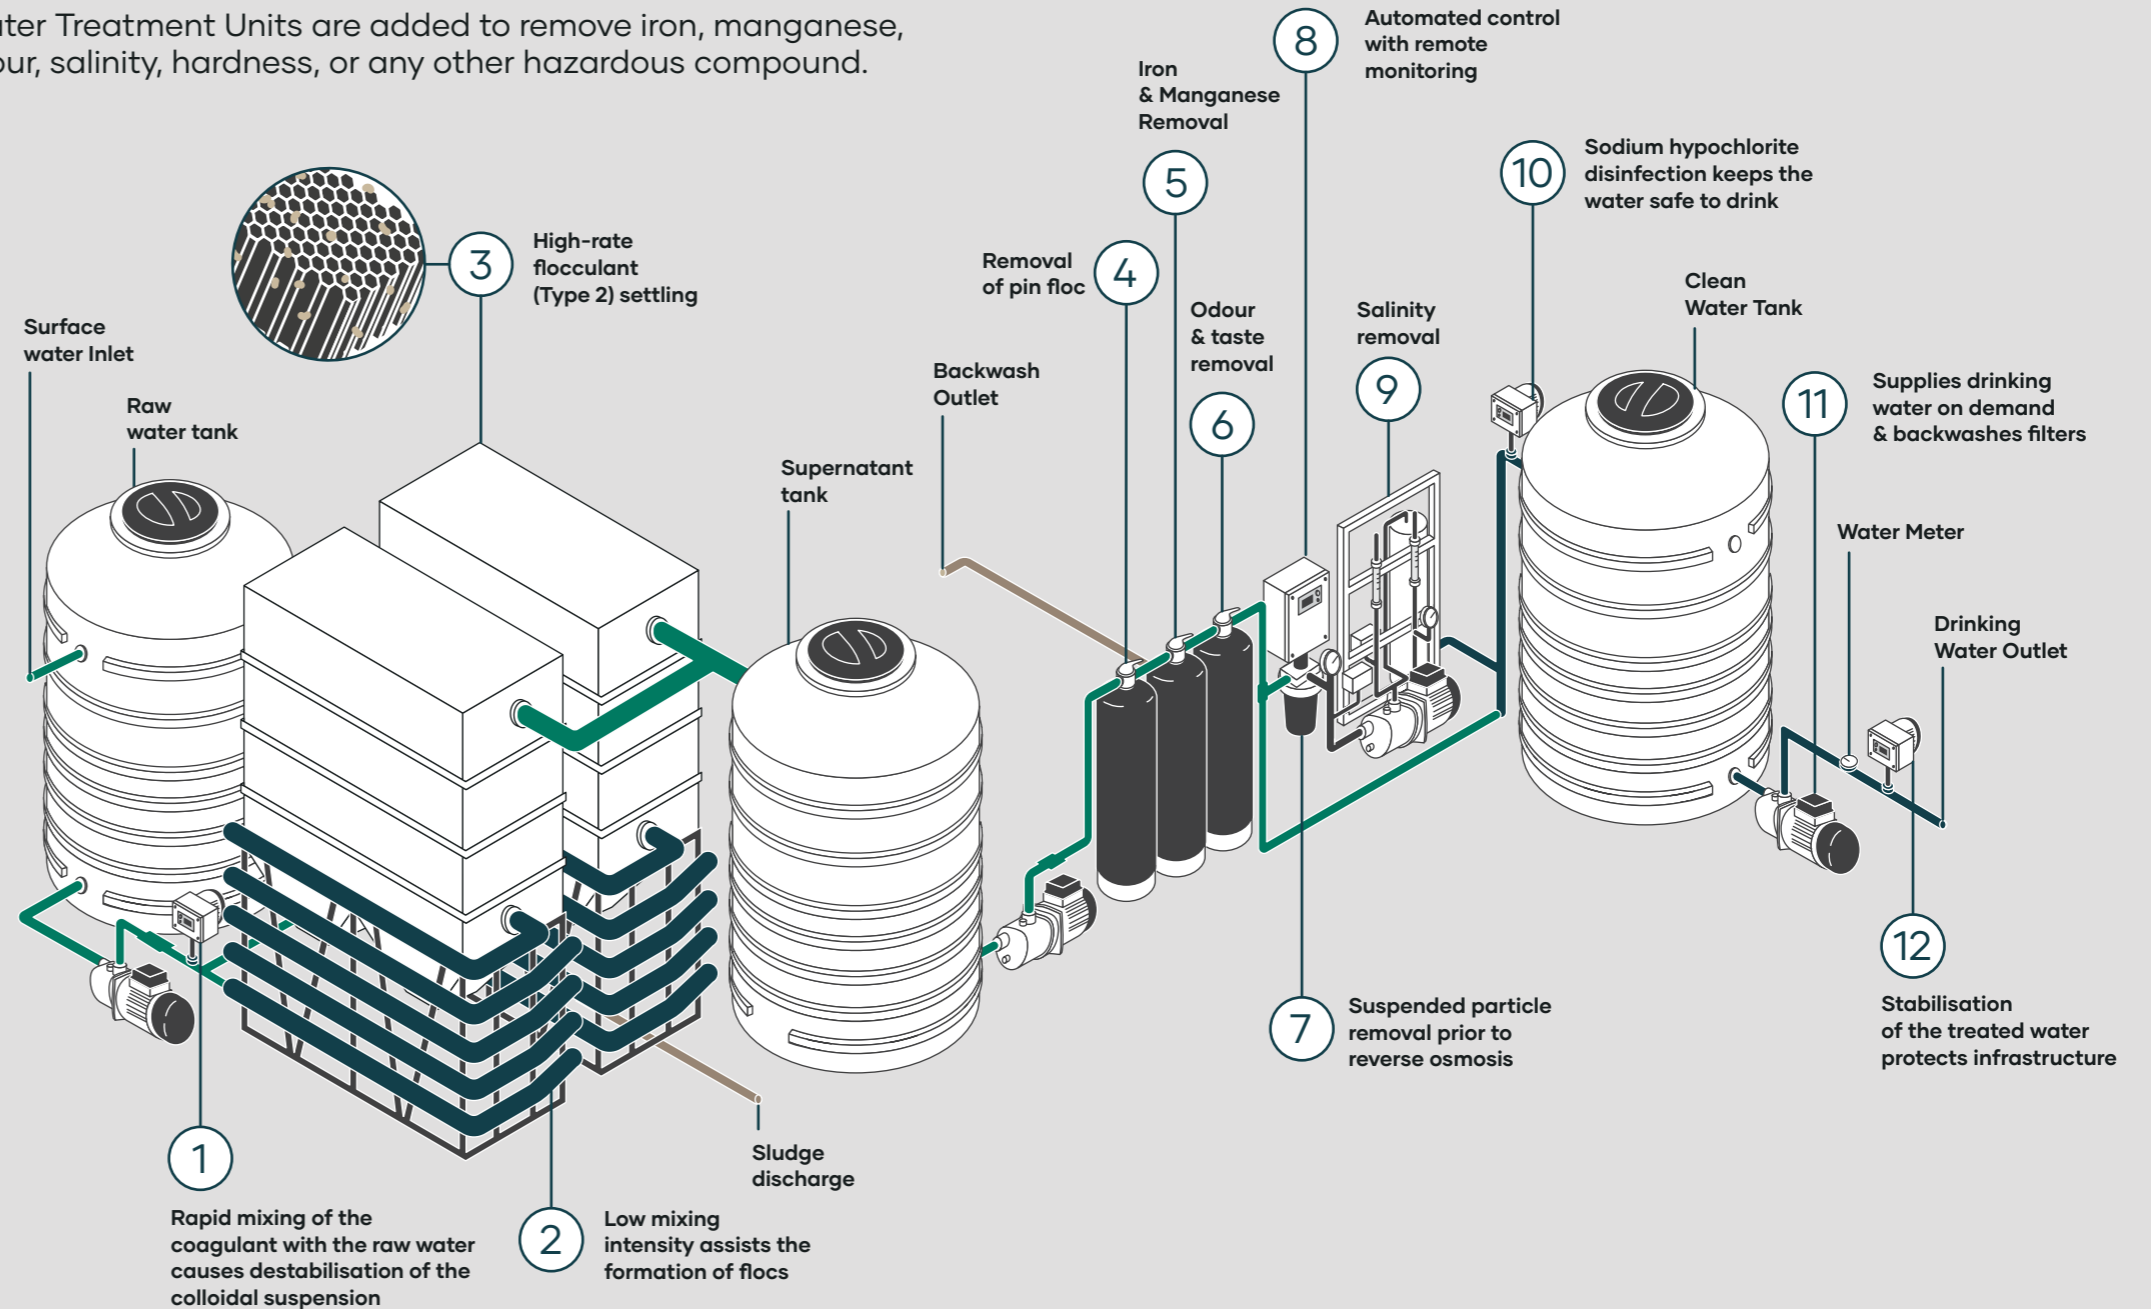 Treatment Units are added to remove iron, manganese,
salinity, hardness, or any other hazardous compound.
8
Automated control
with remote
monitoring
Iron
& Manganese
Removal
5
10
Sodium hypochlorite
disinfection keeps the
water safe to drink
3
High-rate
flocculant
(Type 2) settling
Removal
of pin floc
4
Clean
Water Tank
Odour
& taste
removal
6
Salinity
removal
9
Surface
water Inlet
Backwash
Outlet
11
Supplies drinking
water on demand
& backwashes filters
Raw
water tank
Supernatant
tank
Water Meter
Drinking
Water Outlet
12
Stabilisation
of the treated water
protects infrastructure
7
Suspended particle
removal prior to
reverse osmosis
Sludge
discharge
1
Rapid mixing of the
coagulant with the raw water
causes destabilisation of the
colloidal suspension
2
Low mixing
intensity assists the
formation of flocs